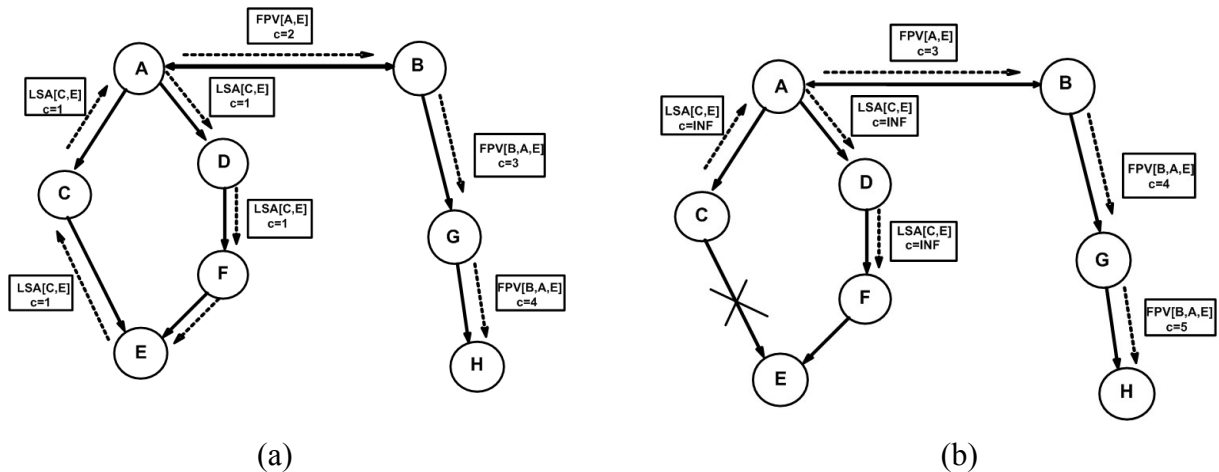 FPV[A,E]
c=2
A
B
LSA[C,E]
c=1
LSA[C,E]
c=1
D
FPV[B,A,E]
c=3
C
LSA[C,E]
c=1
G
F
LSA[C,E]
c=1
FPV[B,A,E]
c=4
E
H
(a)
FPV[A,E]
c=3
A
B
LSA[C,E]
c=INF
LSA[C,E]
c=INF
D
FPV[B,A,E]
c=4
C
LSA[C,E]
c=INF
G
F
FPV[B,A,E]
c=5
E
H
(b)